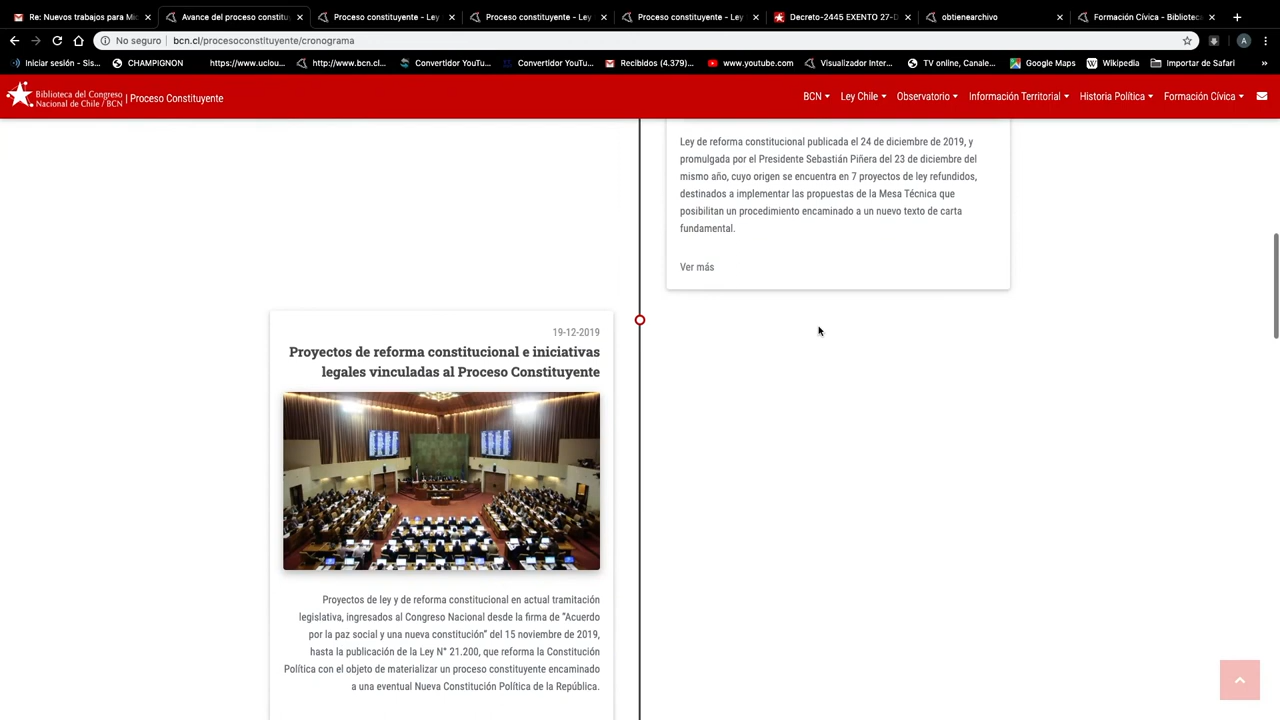 Re: Nuevos trabajos para Mic
Avance del proceso constitu
Proceso constituyente - Ley
Proceso constituyente - Ley
Proceso constituyente - Ley
Decreto-2445 EXENTO 27-D
obtienearchivo
Formación Cívica - Bibliotec
No seguro | bcn.cl/procesoconstituyente/cronograma
A
Iniciar sesión - Sis...
CHAMPIGNON
https://www.uclou...
http://www.bcn.cl...
Convertidor YouTu...
Convertidor YouTu...
Recibidos (4.379)...
www.youtube.com
Visualizador Inter...
TV online, Canale...
Google Maps
Wikipedia
Importar de Safari
»
Biblioteca del Congreso
Nacional de Chile / BCN | Proceso Constituyente
BCN
Ley Chile
Observatorio
Información Territorial
Historia Política
Formación Cívica
Ley de reforma constitucional publicada el 24 de diciembre de 2019, y
promulgada por el Presidente Sebastián Piñera del 23 de diciembre del
mismo año, cuyo origen se encuentra en 7 proyectos de ley refundidos,
destinados a implementar las propuestas de la Mesa Técnica que
posibilitan un procedimiento encaminado a un nuevo texto de carta
fundamental.
Ver más
19-12-2019
Proyectos de reforma constitucional e iniciativas
legales vinculadas al Proceso Constituyente
Proyectos de ley y de reforma constitucional en actual tramitación
legislativa, ingresados al Congreso Nacional desde la firma de “Acuerdo
por la paz social y una nueva constitución” del 15 noviembre de 2019,
hasta la publicación de la Ley N° 21.200, que reforma la Constitución
Política con el objeto de materializar un proceso constituyente encaminado
a una eventual Nueva Constitución Política de la República.